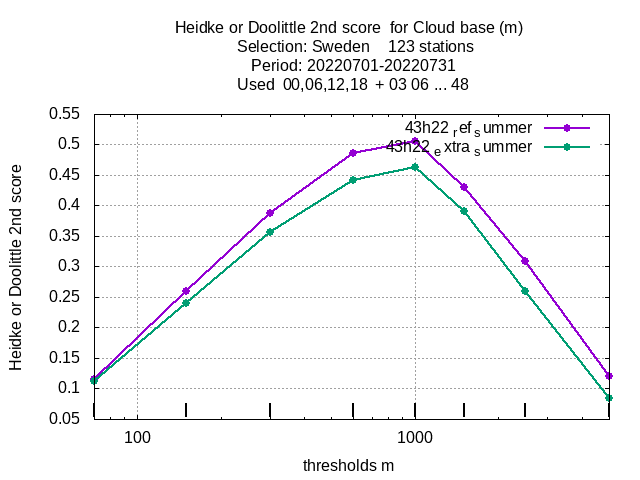 Heidke or Doolittle 2nd score  for Cloud base (m)
Selection: Sweden    123 stations
Period: 20220701-20220731
Used  00,06,12,18  + 03 06 ... 48
43h22 ref summer
43h22 extra summer
Heidke or Doolittle 2nd score
0.55
0.5
0.45
0.4
0.35
0.3
0.25
0.2
0.15
0.1
0.05
100 1000
thresholds m